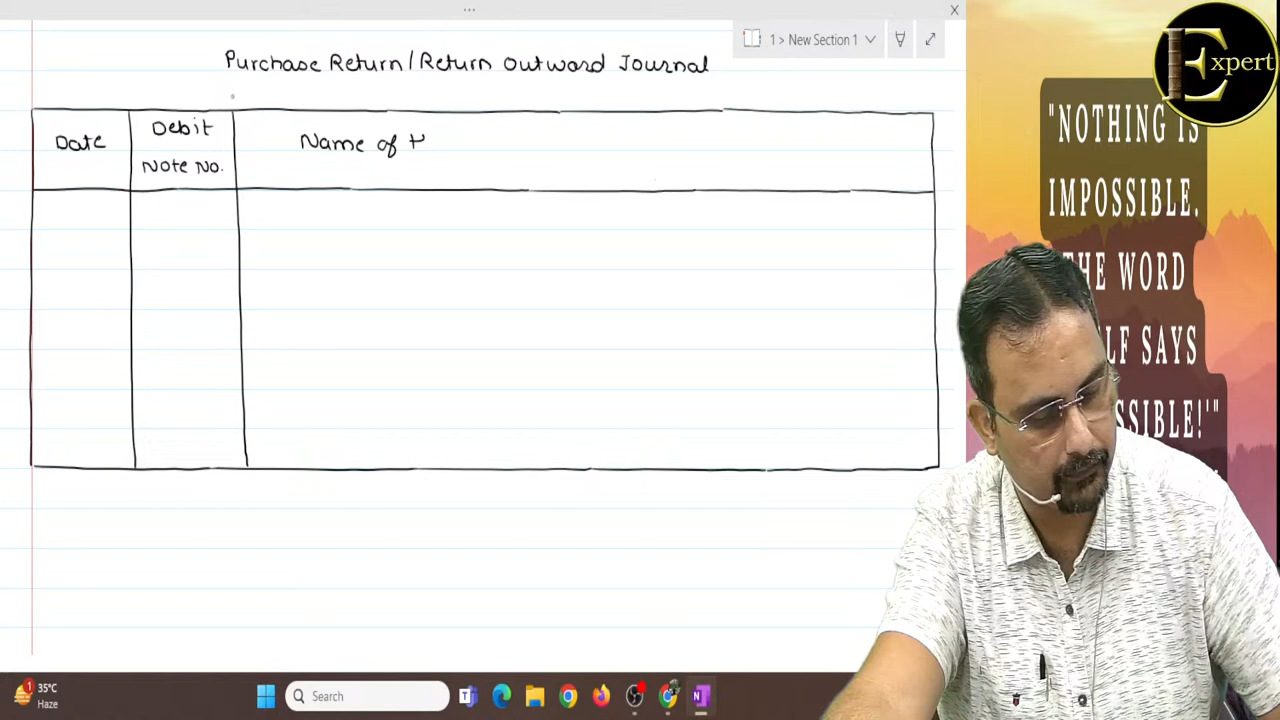 1 > New Section 1
Expert
Purchase Return/Return Outward Journal
Date
Debit
Note No.
Name of t
"NOTHING IS
IMPOSSIBLE.
THE WORD
LF SAYS
SSIBLE!'"
1
35°C
Haze
Search